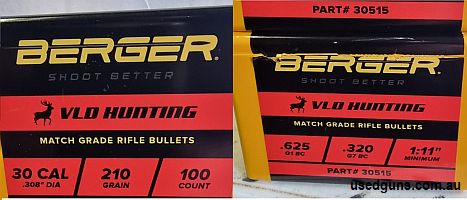 BERGER®
SHOOT BETTER
VLD HUNTING
MATCH GRADE RIFLE BULLETS
30 CAL 210 100
.308" DIA GRAIN COUNT
PART# 30515
BERGER®
SHOOT BETTER
VLD HUNTING
MATCH GRADE RIFLE BULLETS
.625 .320 1:11"
G1 BC G7 BC MINIMUM
PART# 30515
usedguns.com.au